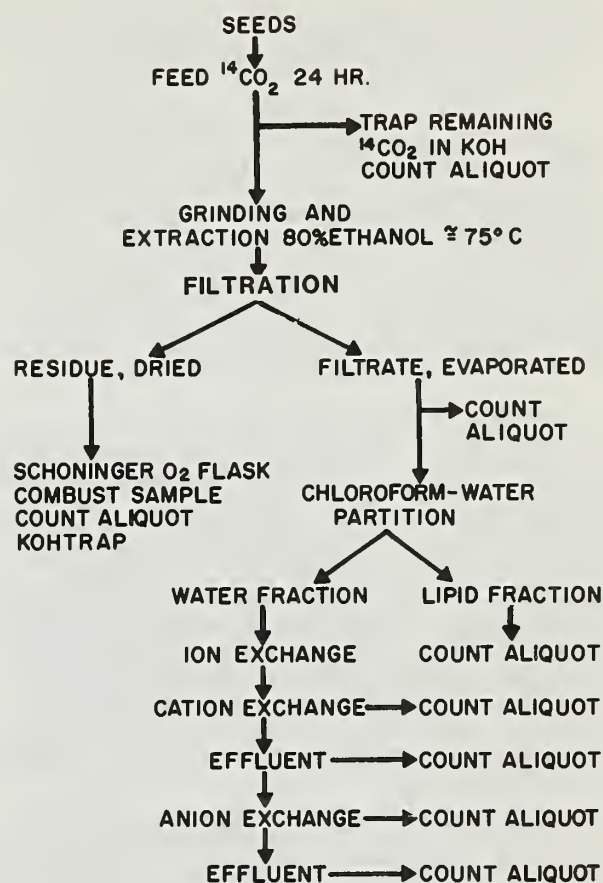 SEEDS
FEED ¹⁴CO₂ 24 HR.
TRAP REMAINING
¹⁴CO₂ IN KOH
COUNT ALIQUOT
GRINDING AND
EXTRACTION 80%ETHANOL ≅ 75°C
FILTRATION
RESIDUE, DRIED
FILTRATE, EVAPORATED
COUNT
ALIQUOT
SCHONINGER O₂ FLASK
COMBUST SAMPLE
COUNT ALIQUOT
KOHTRAP
CHLOROFORM-WATER
PARTITION
WATER FRACTION
LIPID FRACTION
ION EXCHANGE
COUNT ALIQUOT
CATION EXCHANGE
COUNT ALIQUOT
EFFLUENT
COUNT ALIQUOT
ANION EXCHANGE
COUNT ALIQUOT
EFFLUENT
COUNT ALIQUOT